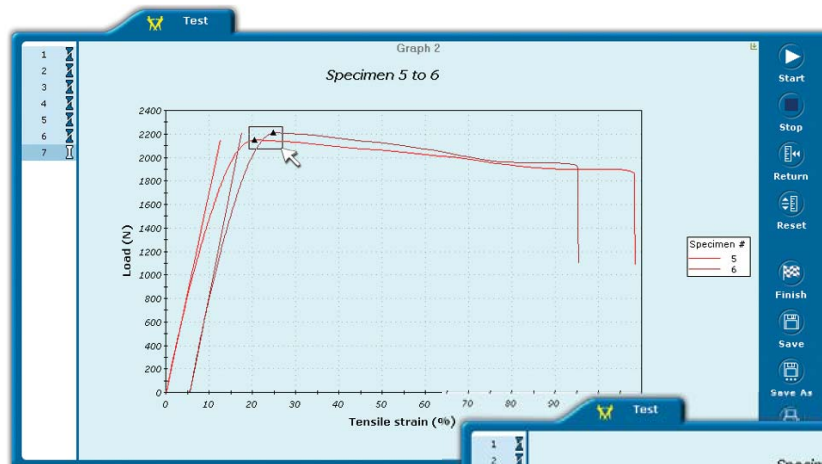 Test
Graph 2
Specimen 5 to 6
1
2
3
4
5
6
7
Load (N)
2400
2200
2000
1800
1600
1400
1200
1000
800
600
400
200
0
0 10 20 30 40 50 60 70 80 90
Tensile strain (%)
Specimen #
5
6
Start
Stop
Return
Reset
Finish
Save
Save As
Test
1
2